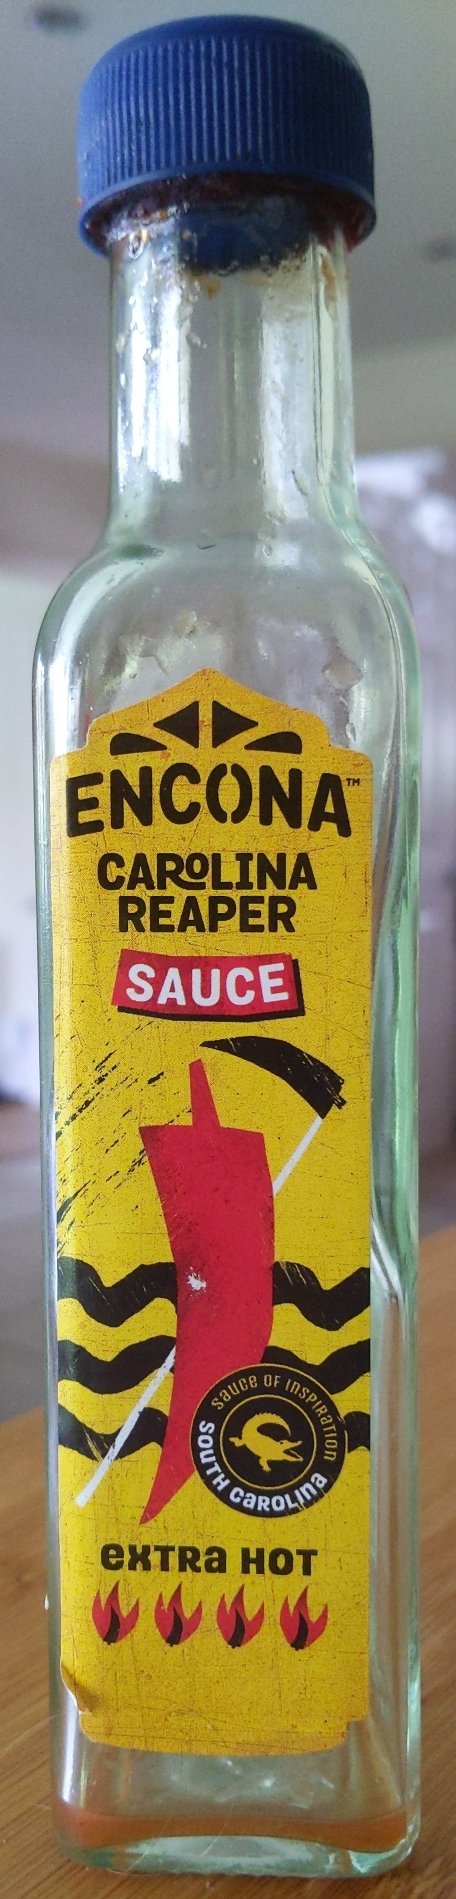 ENCONA™
CAROLINA
REAPER
SAUCE
SAUCE OF INSPIRATION
SOUTH CAROLINA
EXTRA HOT